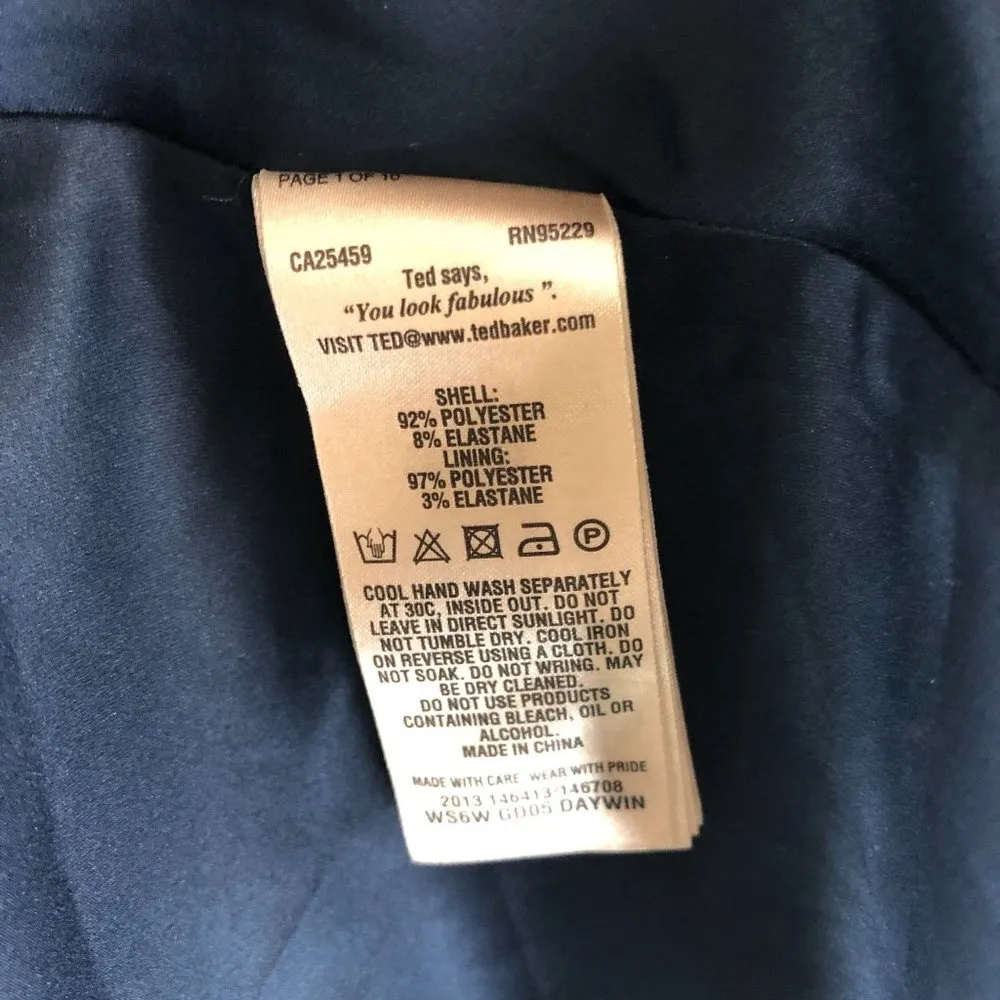 PAGE 1 OF 10
CA25459 RN95229
Ted says,
“You look fabulous ”.
VISIT TED@www.tedbaker.com
SHELL:
92% POLYESTER
8% ELASTANE
LINING:
97% POLYESTER
3% ELASTANE
P
COOL HAND WASH SEPARATELY
AT 30C, INSIDE OUT. DO NOT
LEAVE IN DIRECT SUNLIGHT. DO
NOT TUMBLE DRY. COOL IRON
ON REVERSE USING A CLOTH. DO
NOT SOAK. DO NOT WRING. MAY
BE DRY CLEANED.
DO NOT USE PRODUCTS
CONTAINING BLEACH, OIL OR
ALCOHOL.
MADE IN CHINA
MADE WITH CARE WEAR WITH PRIDE
2013 146413-146708
WS6W GD05 DAYWIN